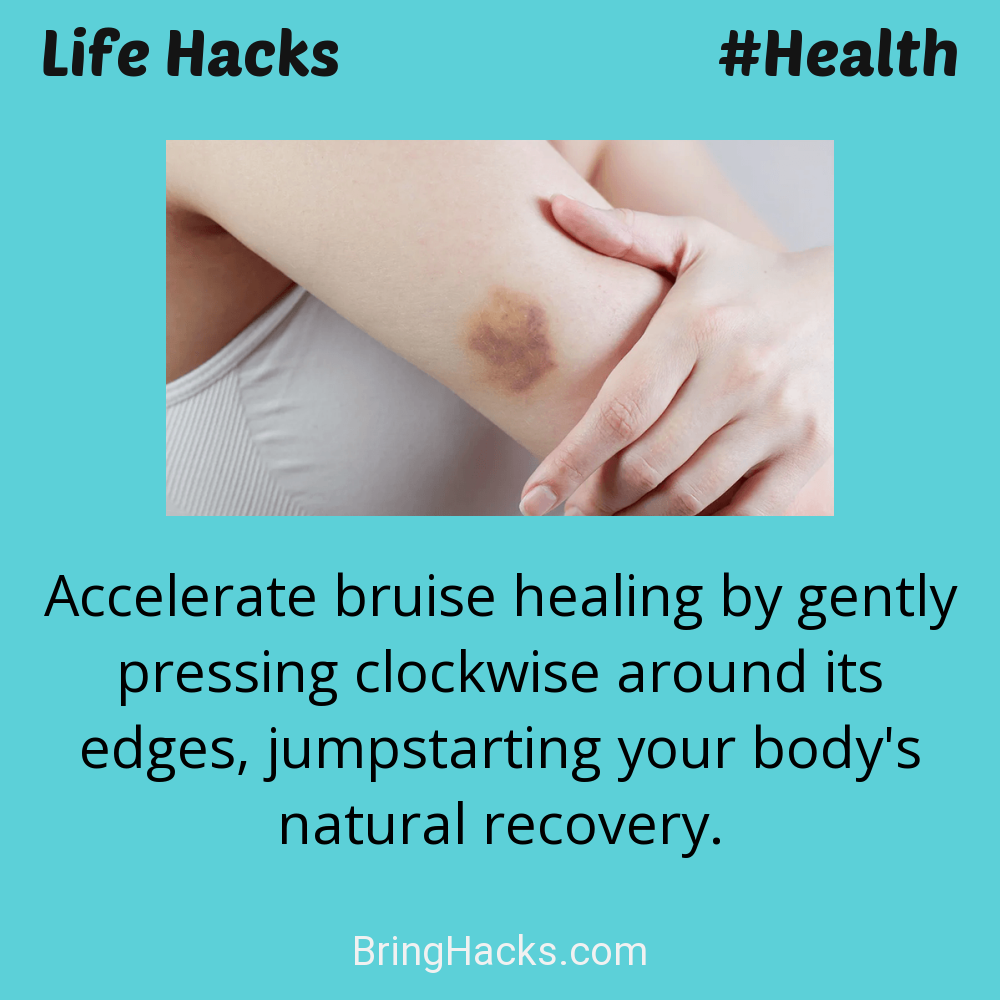 Life Hacks
#Health
Accelerate bruise healing by gently
pressing clockwise around its
edges, jumpstarting your body's
natural recovery.
BringHacks.com